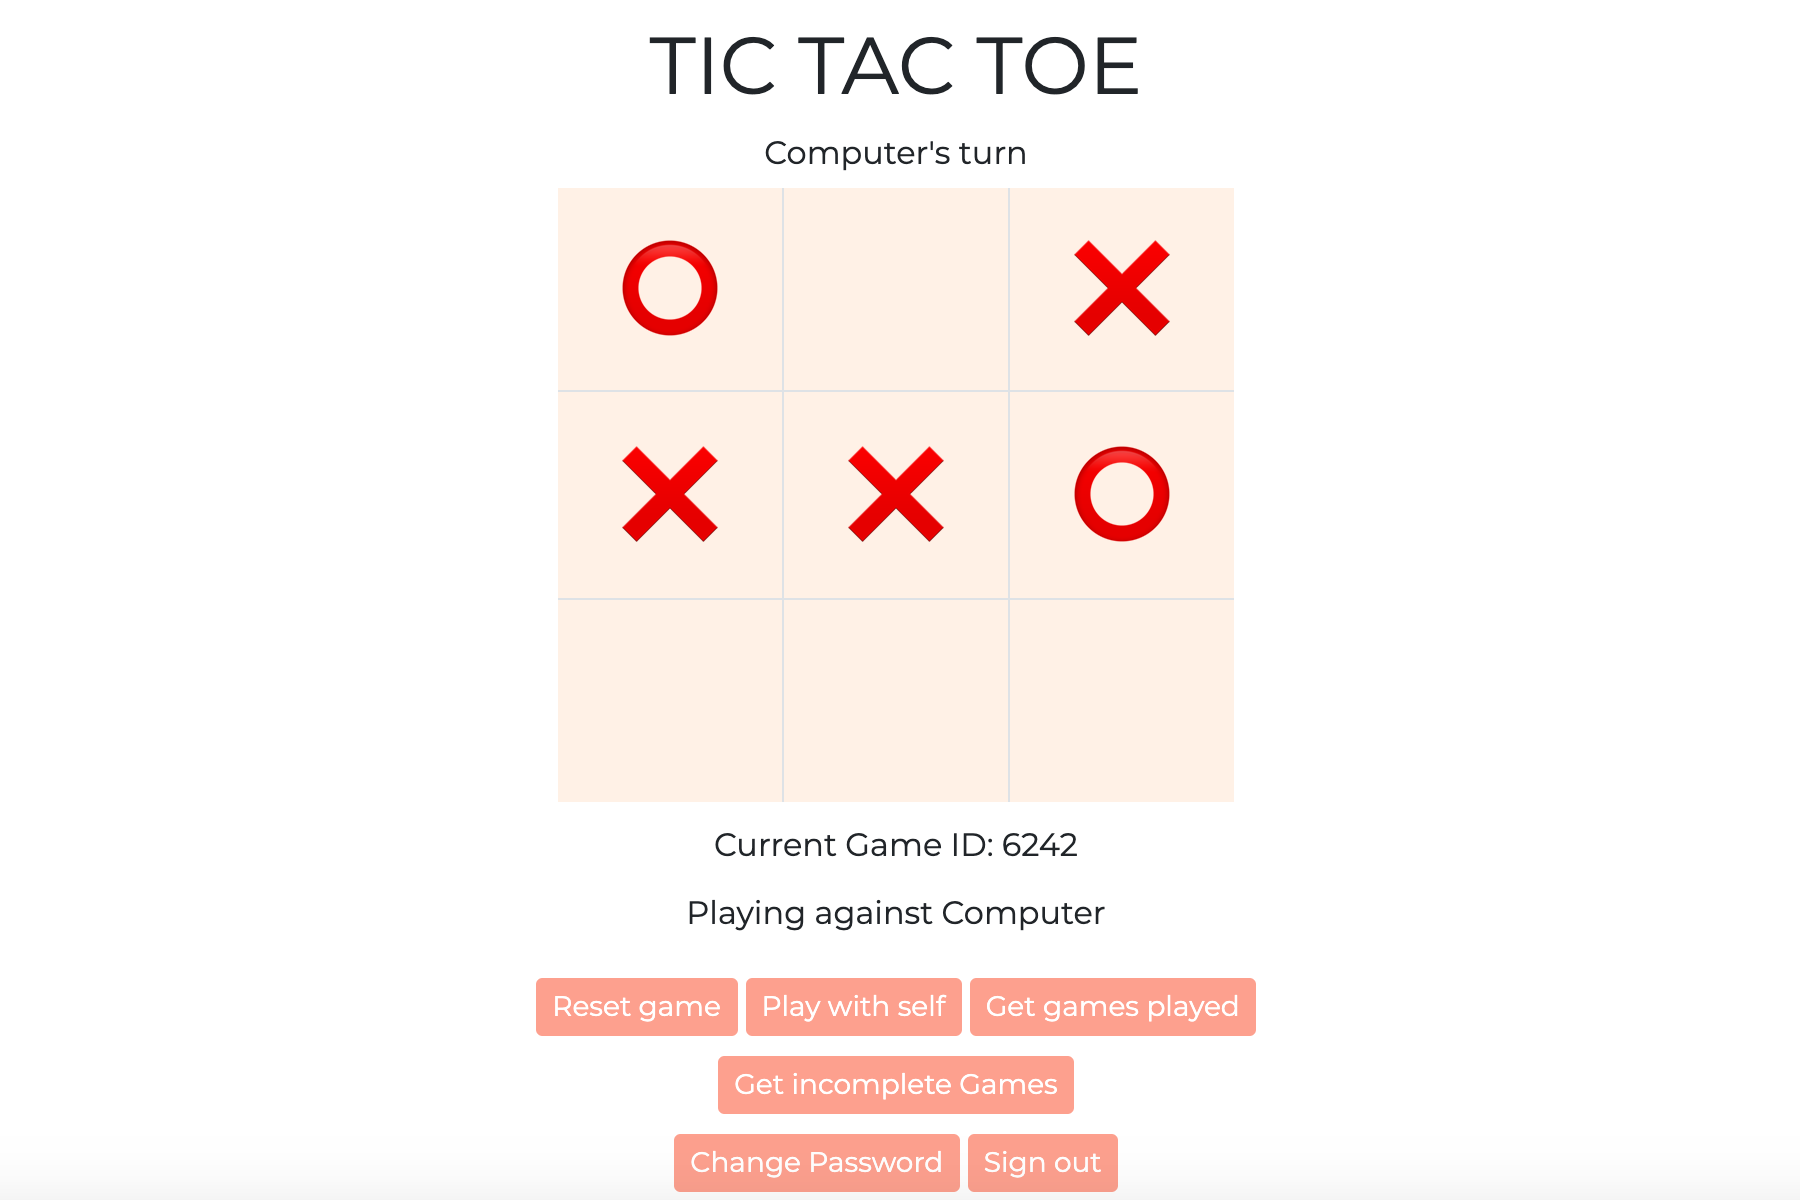 TIC TAC TOE
Computer's turn
⭕ ❌
❌ ❌ ⭕
Current Game ID: 6242
Playing against Computer
Reset game Play with self Get games played
Get incomplete Games
Change Password Sign out